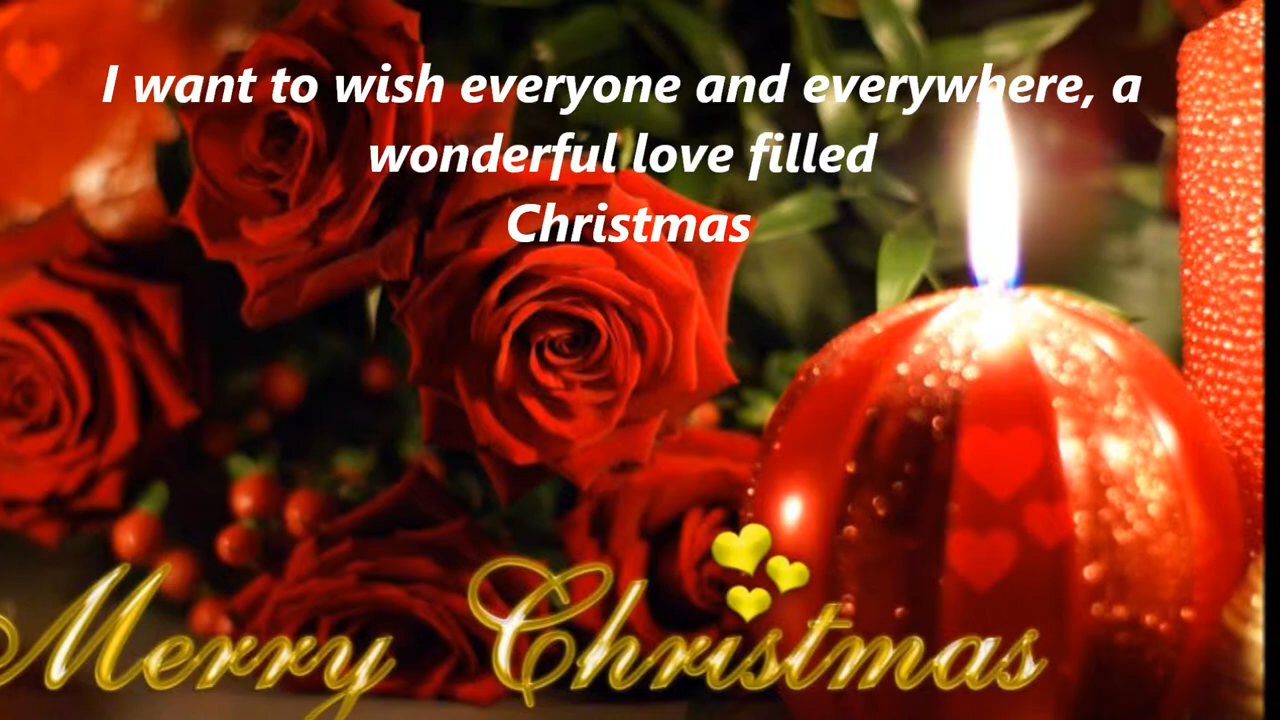 I want to wish everyone and everywhere, a
wonderful love filled
Christmas
Merry Christmas